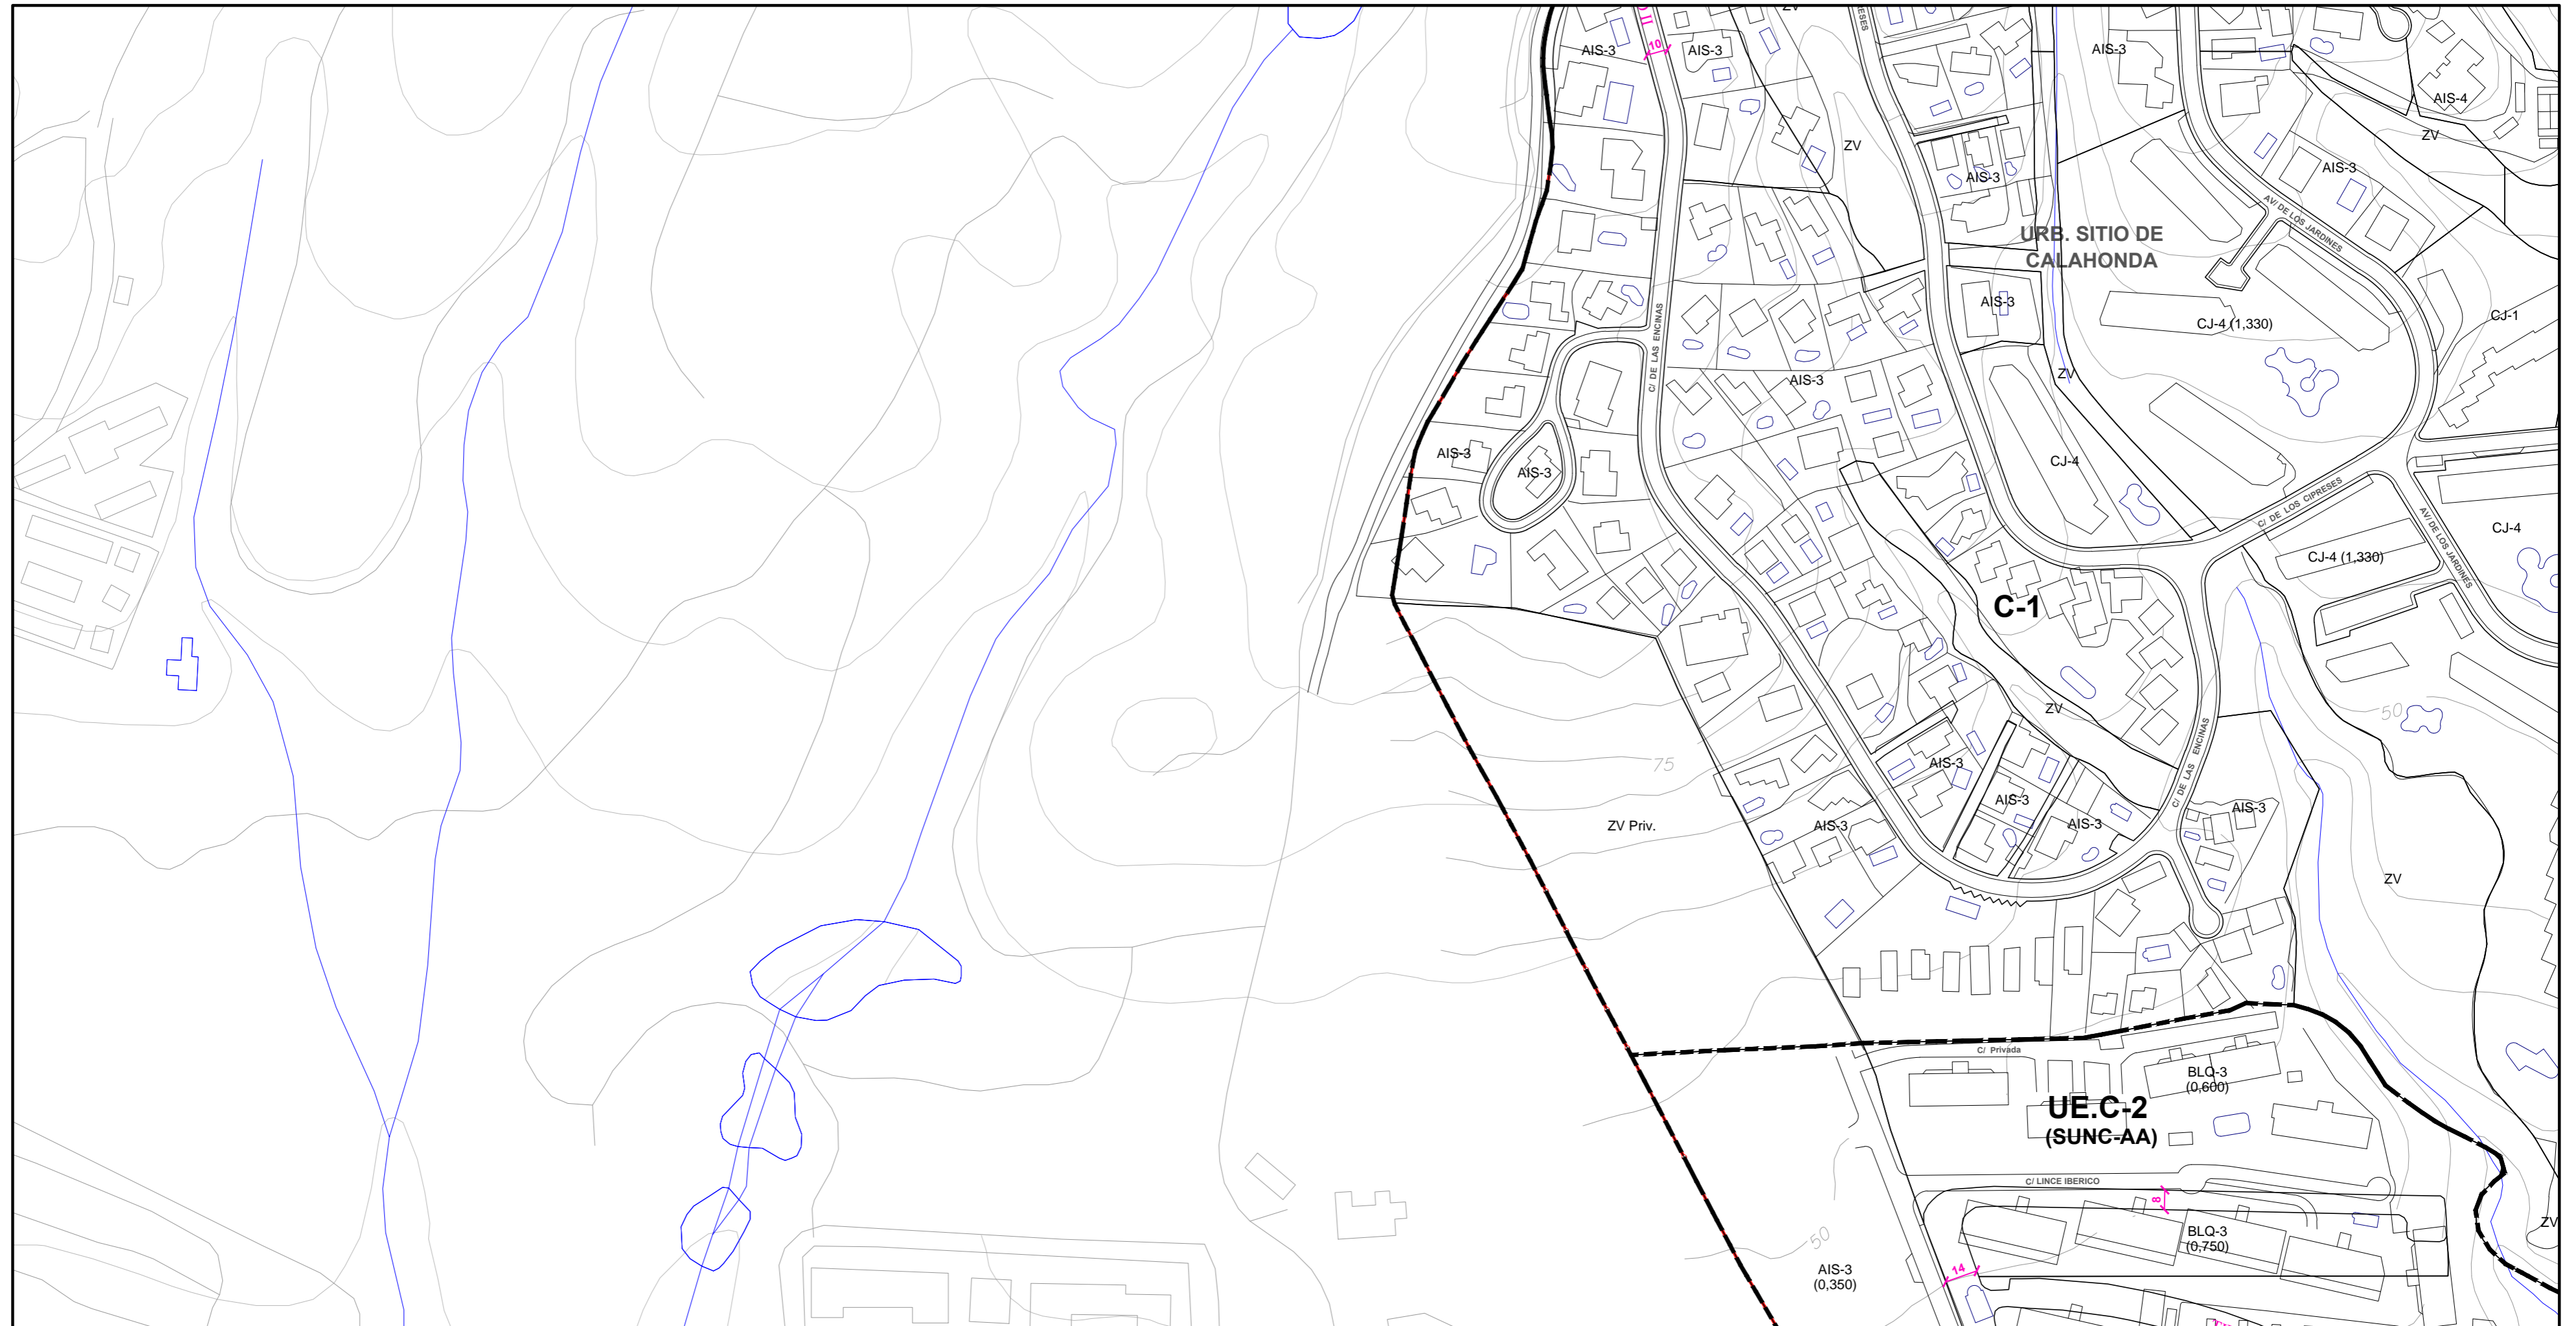 ZV
AIS-3
10
AIS-3
AIS-3
AIS-4
ZV
ZV
AIS-3
AIS-3
AV/ DE LOS JARDINES
URB. SITIO DE
CALAHONDA
AIS-3
CJ-1
CJ-4 (1,330)
C/ DE LAS ENCINAS
ZV
AIS-3
AIS-3
AIS-3
CJ-4
C/ DE LOS CIPRESES
AV/ DE LOS JARDINES
CJ-4
CJ-4 (1,330)
C-1
ZV
50
C/ DE LAS ENCINAS
75
AIS-3
AIS-3
AIS-3
AIS-3
AIS-3
ZV Priv.
ZV
C/ Privada
BLQ-3
(0,600)
UE.C-2
(SUNC-AA)
C/ LINCE IBERICO
8
ZV
BLQ-3
(0,750)
50
14
AIS-3
(0,350)